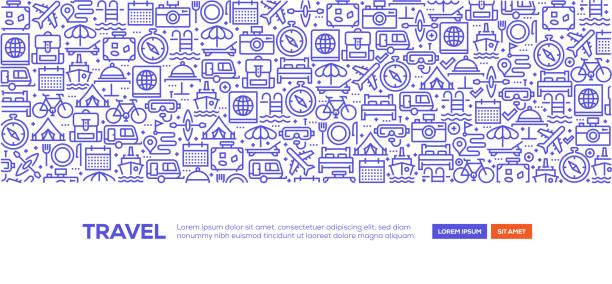 TRAVEL
Lorem ipsum dolor sit amet, consectetuer adipiscing elit, sed diam
nonummy nibh euismod tincidunt ut laoreet dolore magna aliquam.
LOREM IPSUM
SIT AMET